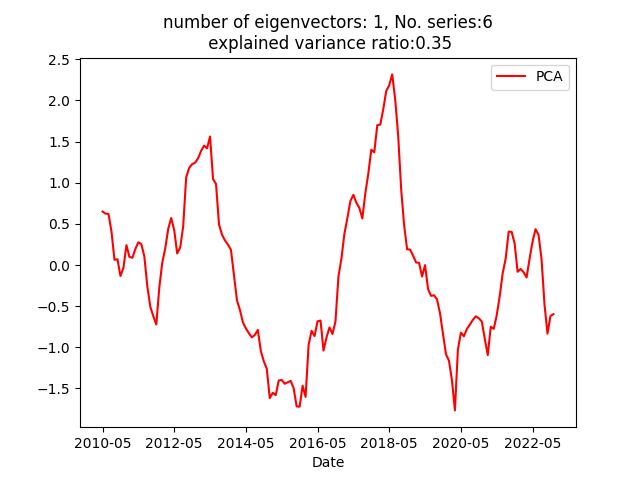 number of eigenvectors: 1, No. series:6
explained variance ratio:0.35
PCA
2.5
2.0
1.5
1.0
0.5
0.0
−0.5
−1.0
−1.5
2010-05 2012-05 2014-05 2016-05 2018-05 2020-05 2022-05
Date